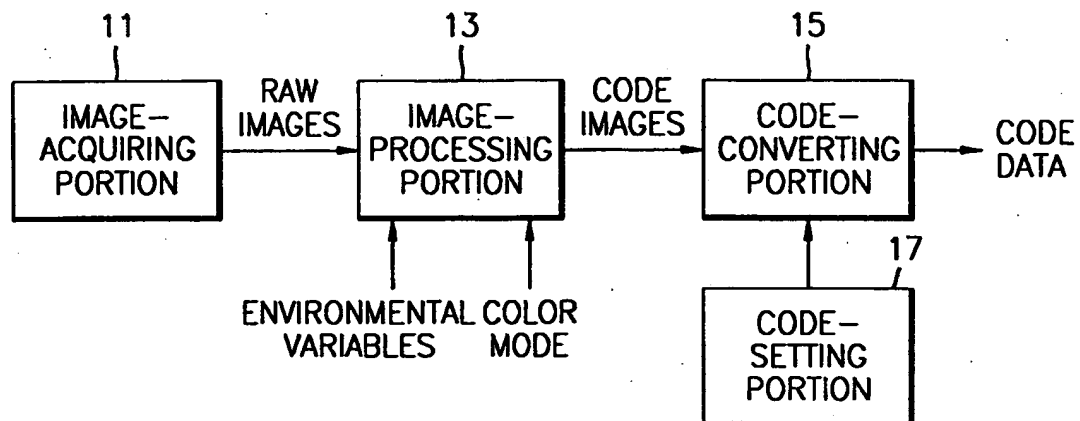 11
13
15
IMAGE-
ACQUIRING
PORTION
RAW
IMAGES
IMAGE-
PROCESSING
PORTION
CODE
IMAGES
CODE-
CONVERTING
PORTION
CODE
DATA
17
ENVIRONMENTAL
VARIABLES
COLOR
MODE
CODE-
SETTING
PORTION